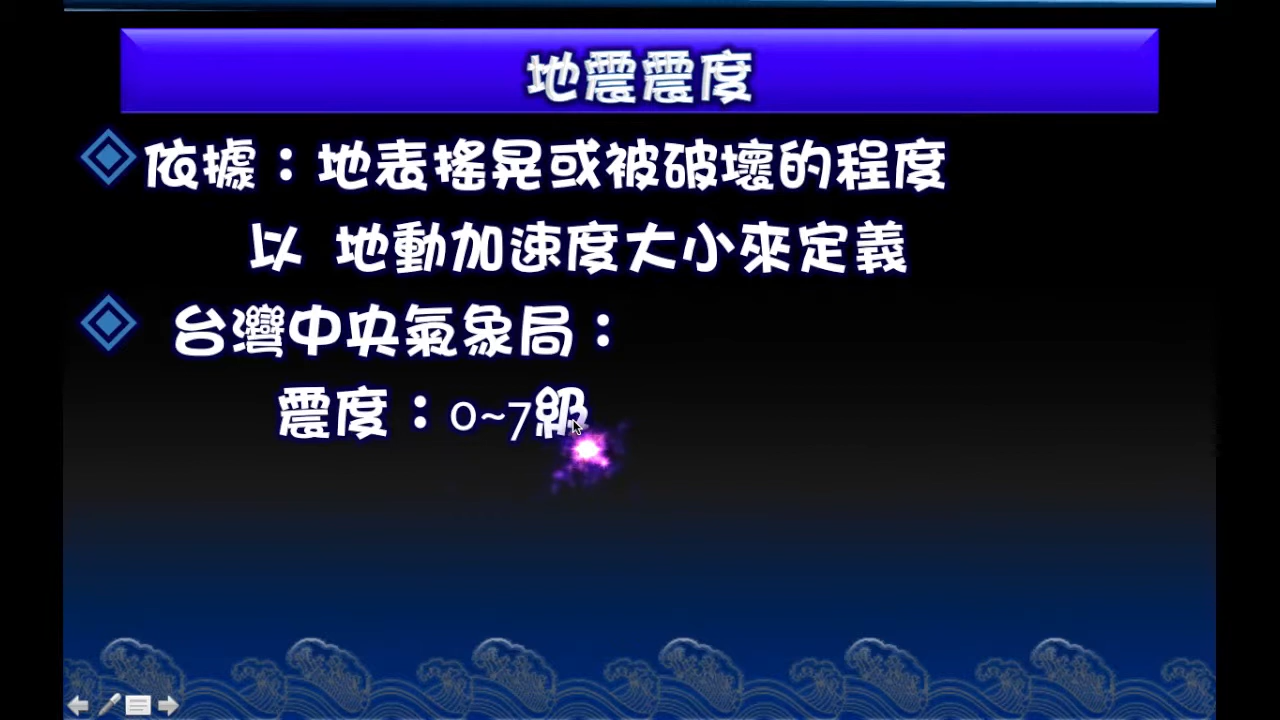 地震震度
依據：地表搖晃或被破壞的程度
以 地動加速度大小來定義
台灣中央氣象局：
震度：0~7級